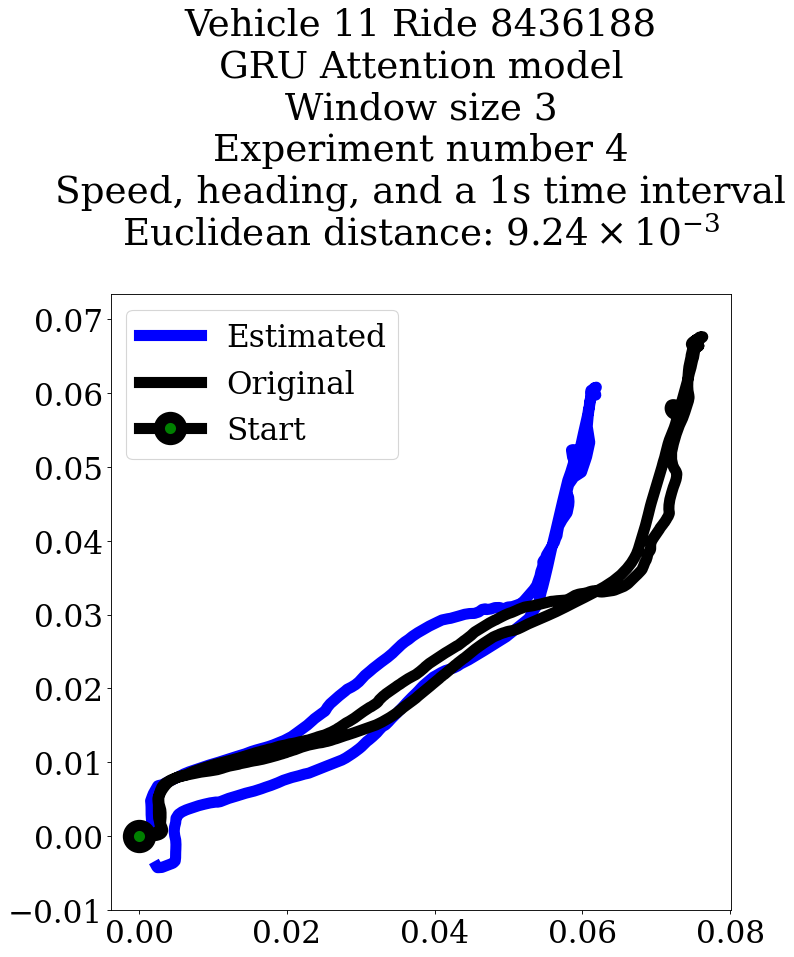 Vehicle 11 Ride 8436188
GRU Attention model
Window size 3
Experiment number 4
Speed, heading, and a 1s time interval
Euclidean distance: 9.24 × 10⁻³
Estimated
Original
Start
0.07
0.06
0.05
0.04
0.03
0.02
0.01
0.00
−0.01
0.00 0.02 0.04 0.06 0.08